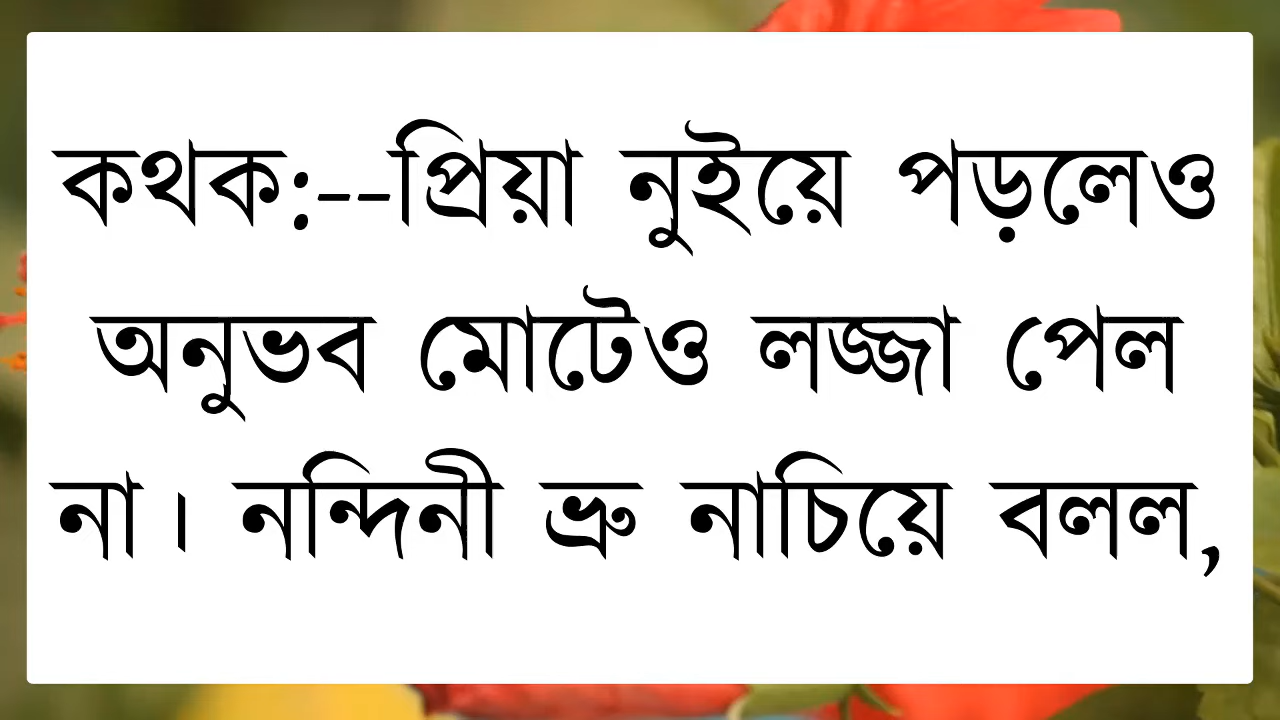 কথক:--প্রিয়া নুইয়ে পড়লেও
অনুভব মোটেও লজ্জা পেল
না। নন্দিনী ভ্রু নাচিয়ে বলল,